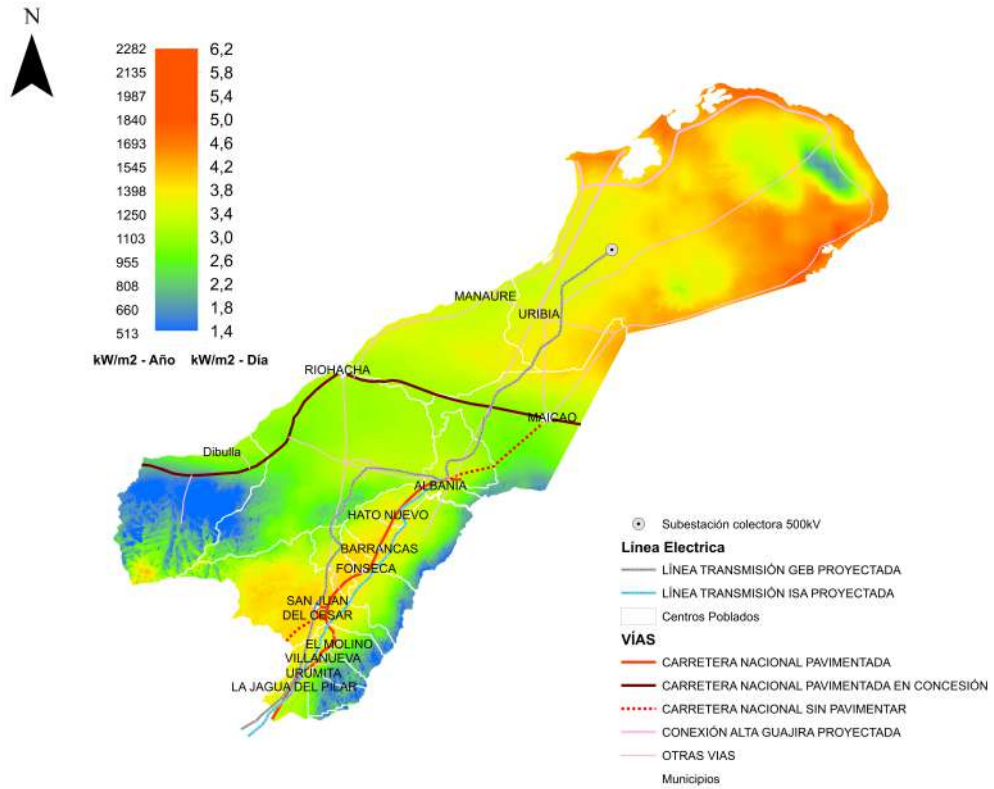 N
2282 6,2
2135 5,8
1987 5,4
1840 5,0
1693 4,6
1545 4,2
1398 3,8
1250 3,4
1103 3,0
955 2,6
808 2,2
660 1,8
513 1,4
kW/m2 - Año kW/m2 - Día
MANAURE
URIBIA
RIOHACHA
MAICAO
Dibulla
ALBANIA
HATO NUEVO
BARRANCAS
FONSECA
SAN JUAN
DEL CESAR
EL MOLINO
VILLANUEVA
URUMITA
LA JAGUA DEL PILAR
Subestación colectora 500kV
Línea Electrica
LÍNEA TRANSMISIÓN GEB PROYECTADA
LÍNEA TRANSMISIÓN ISA PROYECTADA
Centros Poblados
VÍAS
CARRETERA NACIONAL PAVIMENTADA
CARRETERA NACIONAL PAVIMENTADA EN CONCESIÓN
CARRETERA NACIONAL SIN PAVIMENTAR
CONEXIÓN ALTA GUAJIRA PROYECTADA
OTRAS VIAS
Municipios